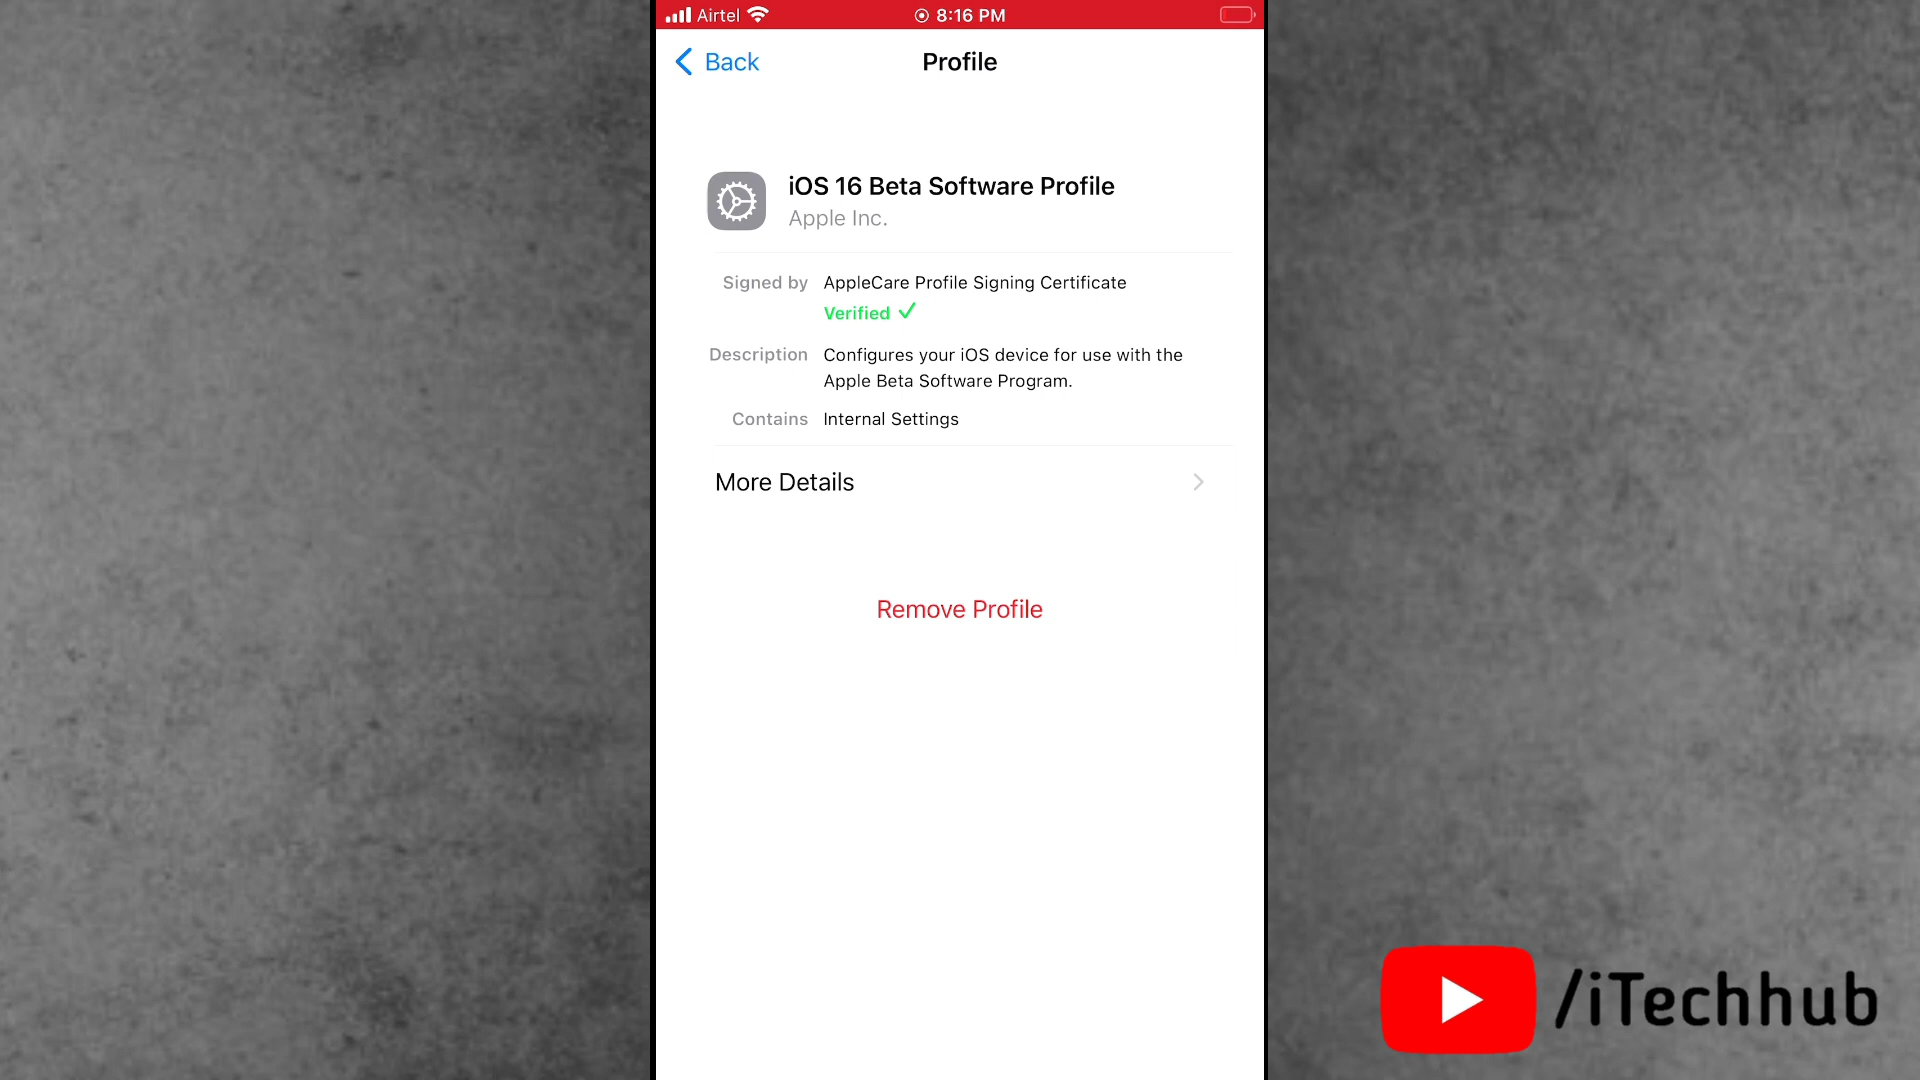 Airtel 8:16 PM
Back Profile
iOS 16 Beta Software Profile
Apple Inc.
Signed by AppleCare Profile Signing Certificate
Verified ✓
Description Configures your iOS device for use with the
Apple Beta Software Program.
Contains Internal Settings
More Details
Remove Profile
/iTechhub